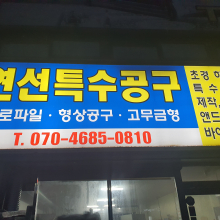 연선특수공구
로파일 · 형상공구 · 고무금형
T. 070-4685-0810
초경
특수
제작,
앤드
바이